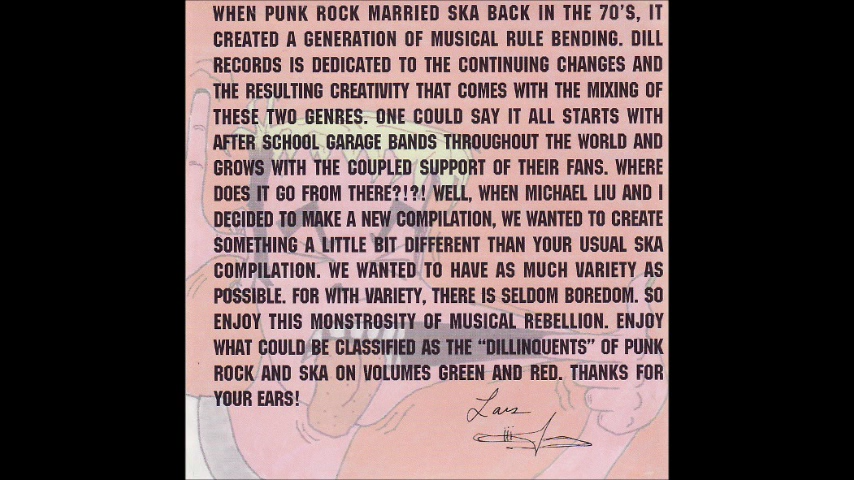 WHEN PUNK ROCK MARRIED SKA BACK IN THE 70'S, IT
CREATED A GENERATION OF MUSICAL RULE BENDING. DILL
RECORDS IS DEDICATED TO THE CONTINUING CHANGES AND
THE RESULTING CREATIVITY THAT COMES WITH THE MIXING OF
THESE TWO GENRES. ONE COULD SAY IT ALL STARTS WITH
AFTER SCHOOL GARAGE BANDS THROUGHOUT THE WORLD AND
GROWS WITH THE COUPLED SUPPORT OF THEIR FANS. WHERE
DOES IT GO FROM THERE?!?! WELL, WHEN MICHAEL LIU AND I
DECIDED TO MAKE A NEW COMPILATION, WE WANTED TO CREATE
SOMETHING A LITTLE BIT DIFFERENT THAN YOUR USUAL SKA
COMPILATION. WE WANTED TO HAVE AS MUCH VARIETY AS
POSSIBLE. FOR WITH VARIETY, THERE IS SELDOM BOREDOM. SO
ENJOY THIS MONSTROSITY OF MUSICAL REBELLION. ENJOY
WHAT COULD BE CLASSIFIED AS THE "DILLINQUENTS" OF PUNK
ROCK AND SKA ON VOLUMES GREEN AND RED. THANKS FOR
YOUR EARS!
Lars